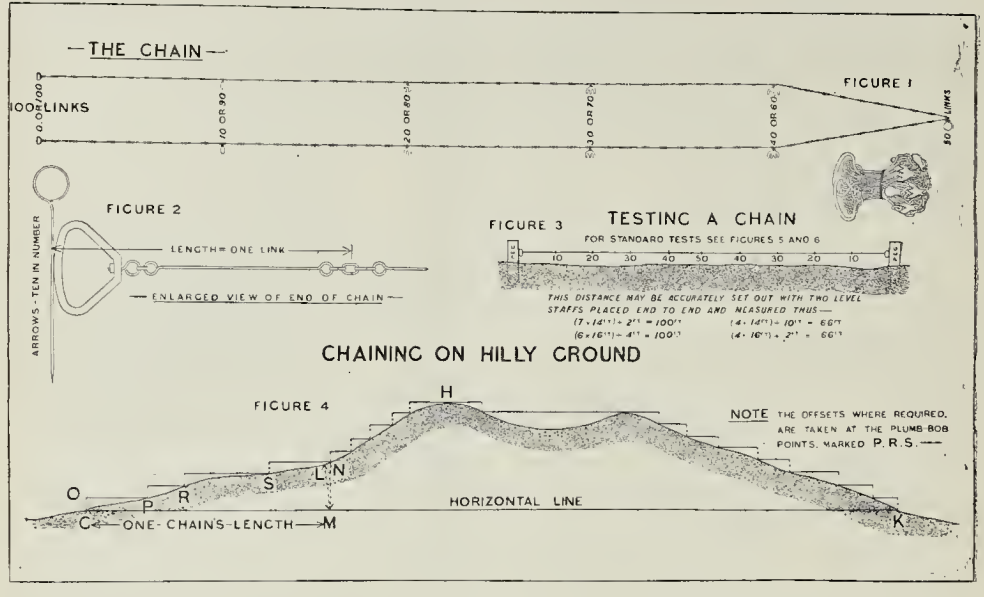 — THE CHAIN —
FIGURE 1
100 LINKS
0 OR 100
10 OR 90
20 OR 80
30 OR 70
40 OR 60
50 LINKS
ARROWS - TEN IN NUMBER
FIGURE 2
LENGTH = ONE LINK
— ENLARGED VIEW OF END OF CHAIN —
FIGURE 3
TESTING A CHAIN
FOR STANDARD TESTS SEE FIGURES 5 AND 6
PEG 10 20 30 40 40 30 20 10 PEG
THIS DISTANCE MAY BE ACCURATELY SET OUT WITH TWO LEVEL
STAFFS PLACED END TO END AND MEASURED THUS —
(7 × 14FT) + 2FT = 100FT (4 × 14FT) + 10FT = 66FT
(6 × 16FT) + 4FT = 100FT (4 × 16FT) + 2FT = 66FT
CHAINING ON HILLY GROUND
FIGURE 4
H
NOTE THE OFFSETS WHERE REQUIRED,
ARE TAKEN AT THE PLUMB-BOB
POINTS, MARKED P. R. S. —
O P R S L N
HORIZONTAL LINE
C ONE-CHAIN'S-LENGTH M
K